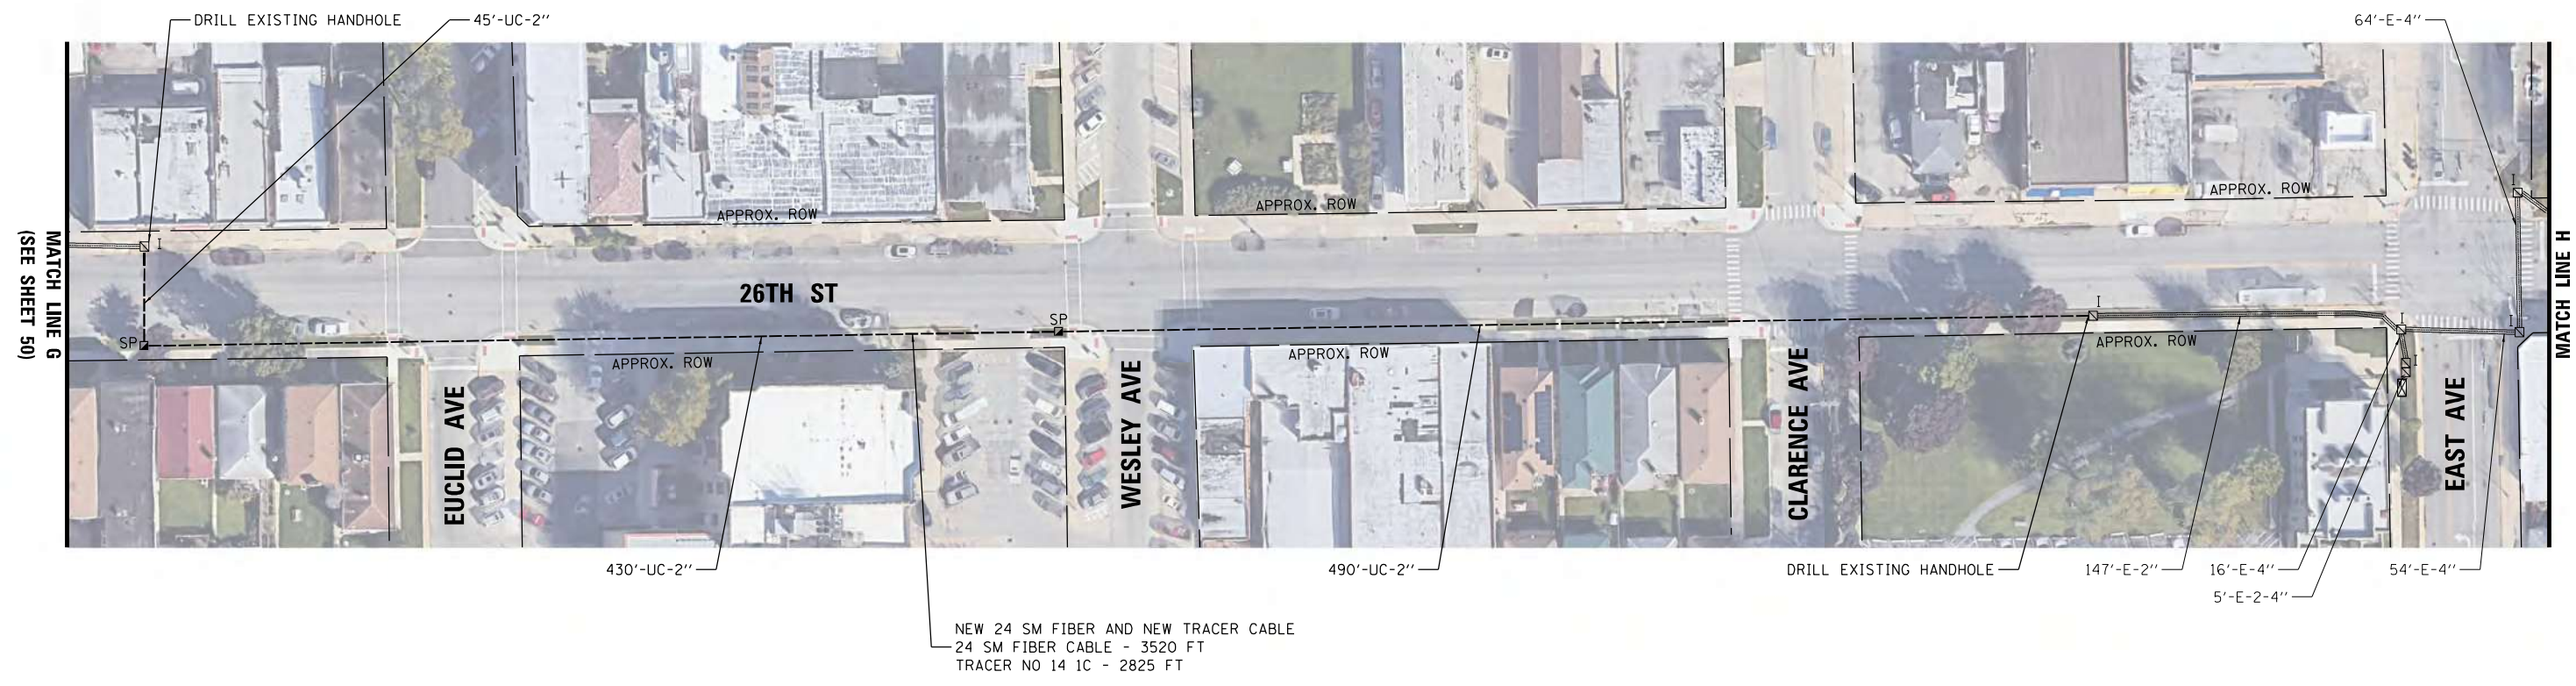 DRILL EXISTING HANDHOLE
45'-UC-2"
64'-E-4"
MATCH LINE G
(SEE SHEET 50)
MATCH LINE H
APPROX. ROW
APPROX. ROW
APPROX. ROW
I
I
26TH ST
SP
SP
I
I
I
I
APPROX. ROW
APPROX. ROW
APPROX. ROW
EUCLID AVE
WESLEY AVE
CLARENCE AVE
EAST AVE
430'-UC-2"
490'-UC-2"
DRILL EXISTING HANDHOLE
147'-E-2"
16'-E-4"
54'-E-4"
5'-E-2-4"
NEW 24 SM FIBER AND NEW TRACER CABLE
24 SM FIBER CABLE - 3520 FT
TRACER NO 14 1C - 2825 FT